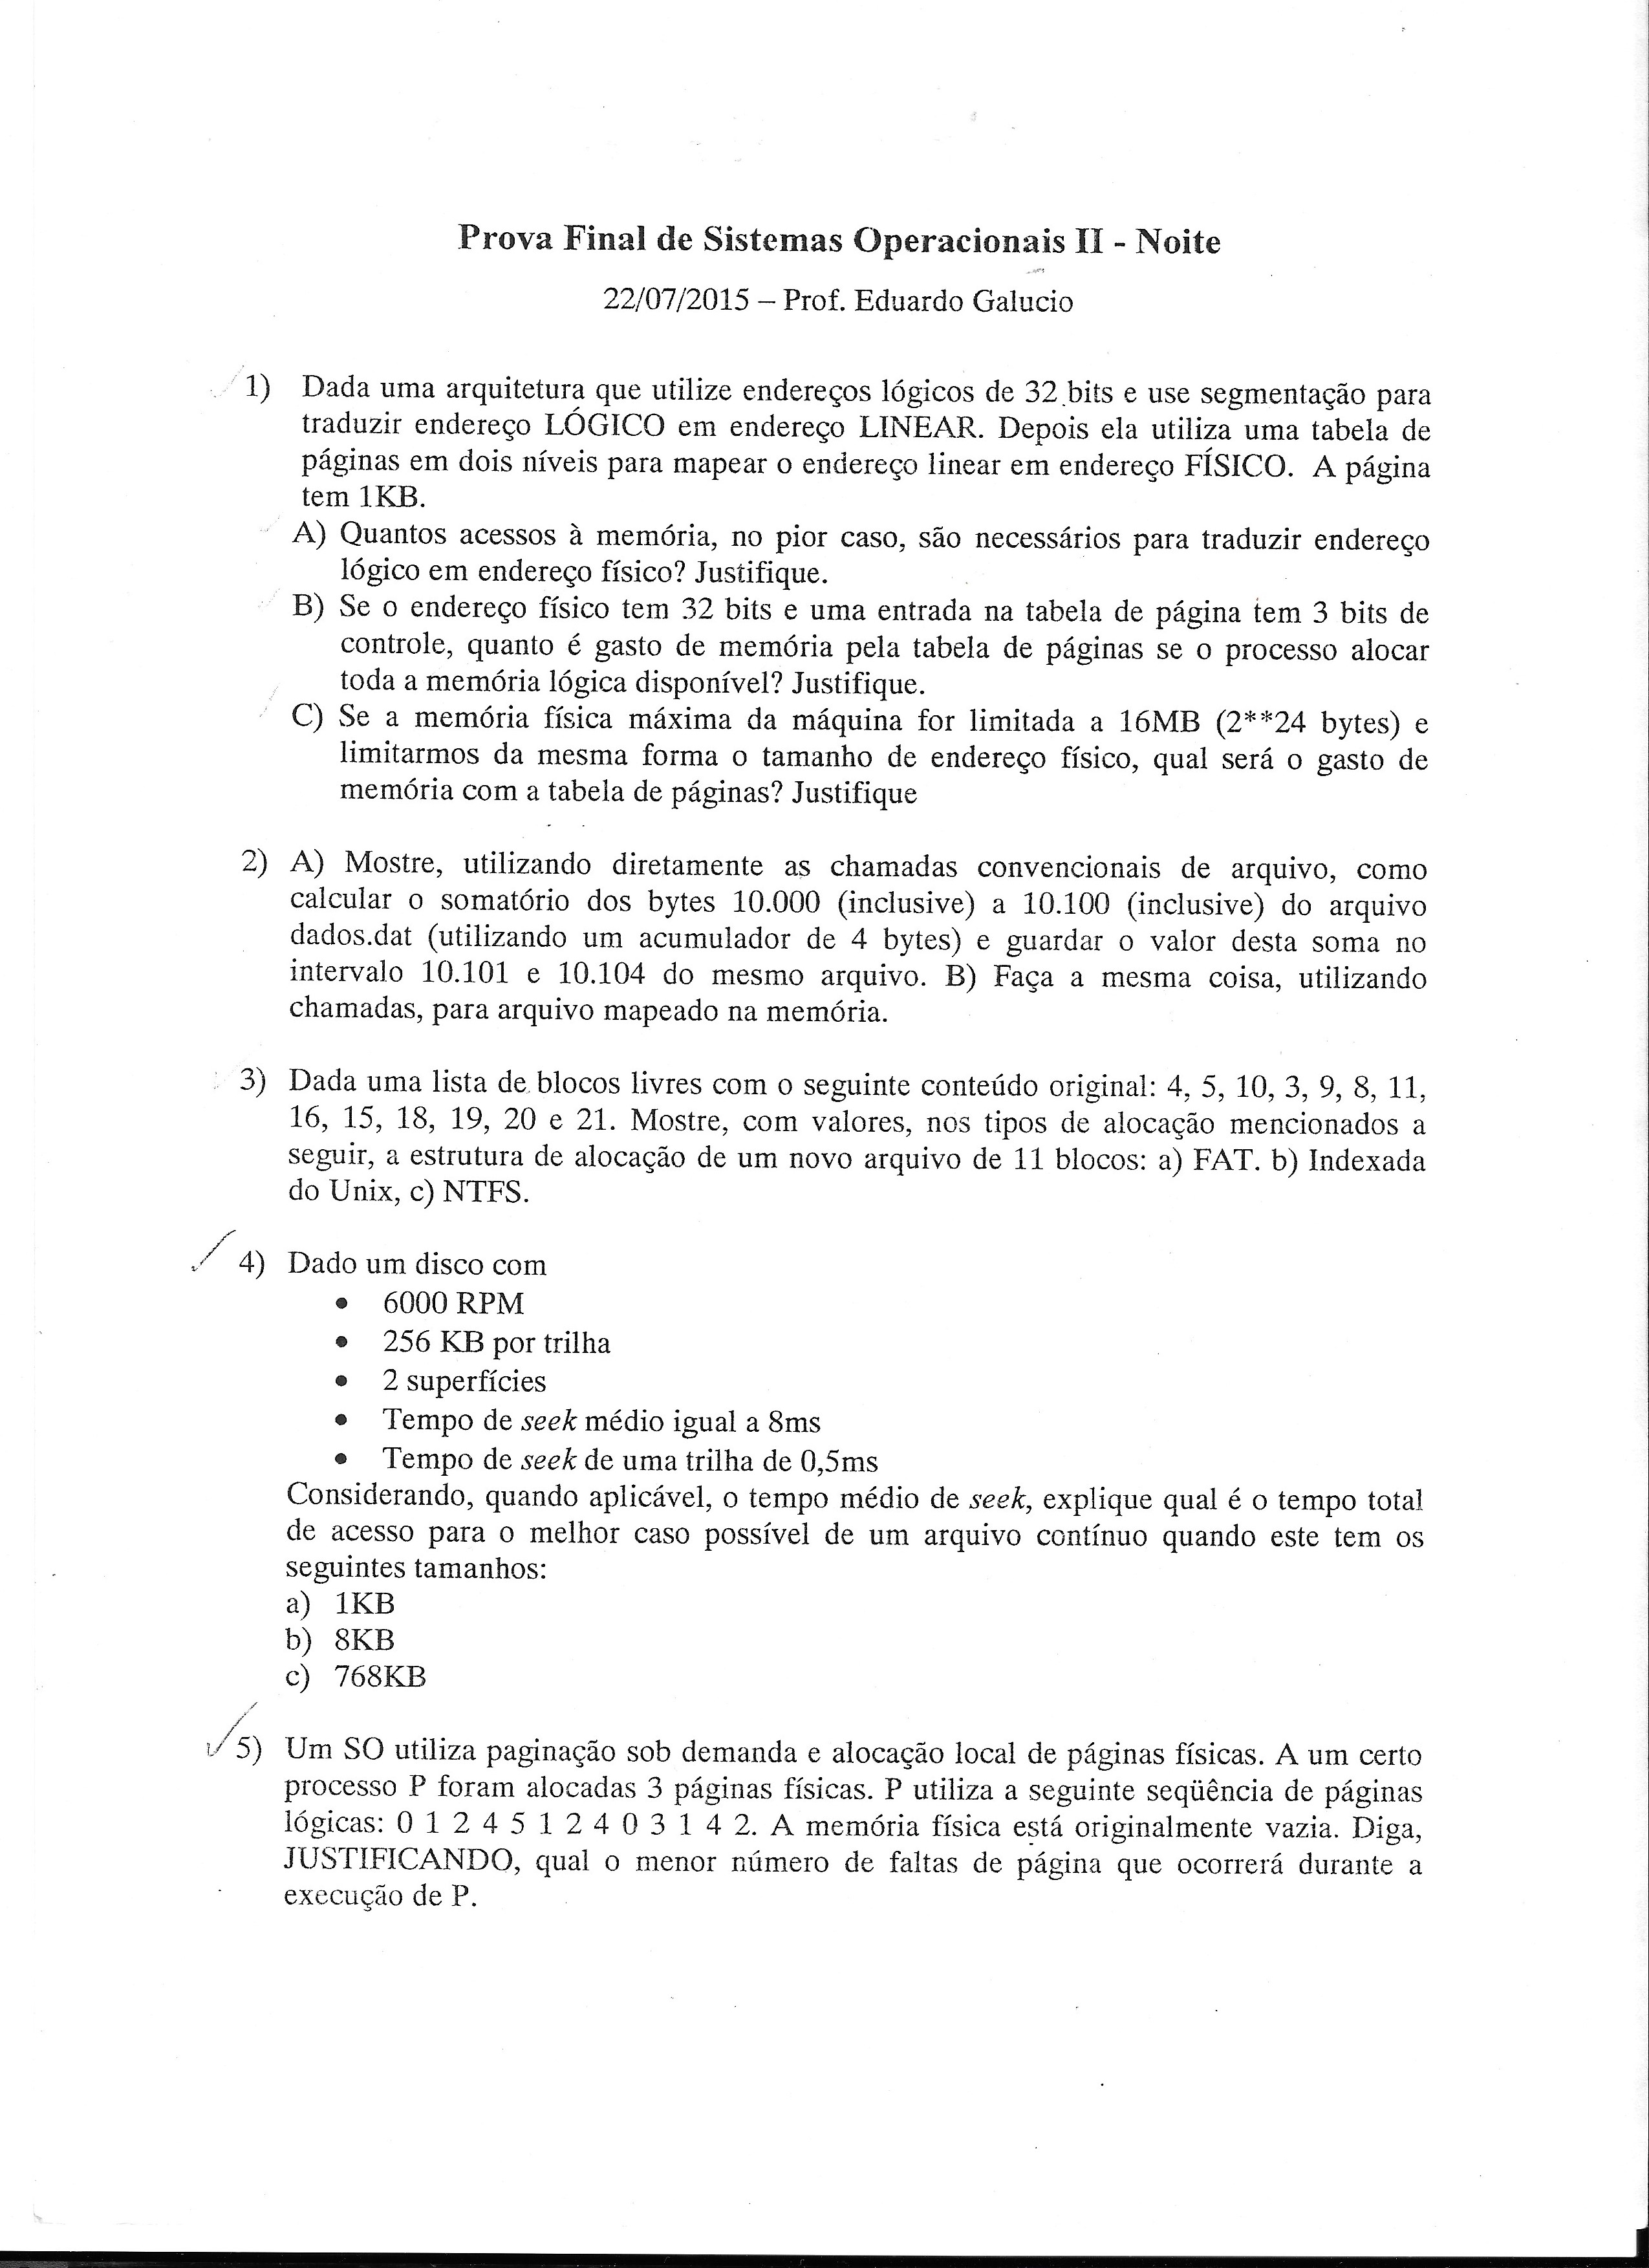 Prova Final de Sistemas Operacionais II - Noite
22/07/2015 – Prof. Eduardo Galucio
1) Dada uma arquitetura que utilize endereços lógicos de 32 bits e use segmentação para
traduzir endereço LÓGICO em endereço LINEAR. Depois ela utiliza uma tabela de
páginas em dois níveis para mapear o endereço linear em endereço FÍSICO. A página
tem 1KB.
A) Quantos acessos à memória, no pior caso, são necessários para traduzir endereço
lógico em endereço físico? Justifique.
B) Se o endereço físico tem 32 bits e uma entrada na tabela de página tem 3 bits de
controle, quanto é gasto de memória pela tabela de páginas se o processo alocar
toda a memória lógica disponível? Justifique.
C) Se a memória física máxima da máquina for limitada a 16MB (2**24 bytes) e
limitarmos da mesma forma o tamanho de endereço físico, qual será o gasto de
memória com a tabela de páginas? Justifique
2) A) Mostre, utilizando diretamente as chamadas convencionais de arquivo, como
calcular o somatório dos bytes 10.000 (inclusive) a 10.100 (inclusive) do arquivo
dados.dat (utilizando um acumulador de 4 bytes) e guardar o valor desta soma no
intervalo 10.101 e 10.104 do mesmo arquivo. B) Faça a mesma coisa, utilizando
chamadas, para arquivo mapeado na memória.
3) Dada uma lista de blocos livres com o seguinte conteúdo original: 4, 5, 10, 3, 9, 8, 11,
16, 15, 18, 19, 20 e 21. Mostre, com valores, nos tipos de alocação mencionados a
seguir, a estrutura de alocação de um novo arquivo de 11 blocos: a) FAT. b) Indexada
do Unix, c) NTFS.
4) Dado um disco com
• 6000 RPM
• 256 KB por trilha
• 2 superfícies
• Tempo de seek médio igual a 8ms
• Tempo de seek de uma trilha de 0,5ms
Considerando, quando aplicável, o tempo médio de seek, explique qual é o tempo total
de acesso para o melhor caso possível de um arquivo contínuo quando este tem os
seguintes tamanhos:
a) 1KB
b) 8KB
c) 768KB
5) Um SO utiliza paginação sob demanda e alocação local de páginas físicas. A um certo
processo P foram alocadas 3 páginas físicas. P utiliza a seguinte seqüência de páginas
lógicas: 0 1 2 4 5 1 2 4 0 3 1 4 2. A memória física está originalmente vazia. Diga,
JUSTIFICANDO, qual o menor número de faltas de página que ocorrerá durante a
execução de P.